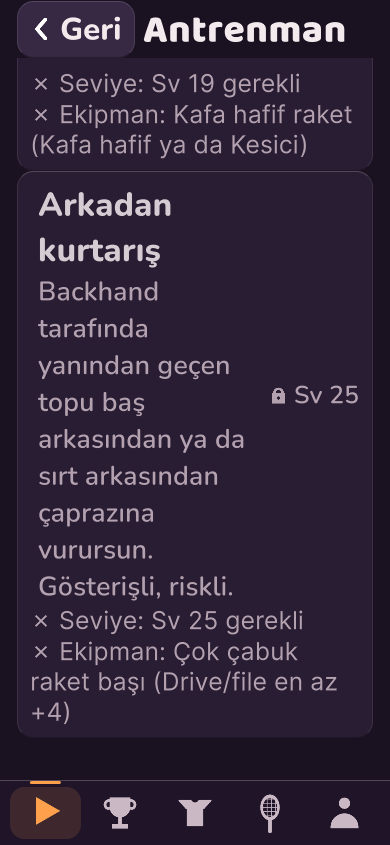 Geri Antrenman
× Seviye: Sv 19 gerekli
× Ekipman: Kafa hafif raket
(Kafa hafif ya da Kesici)
Arkadan
kurtarış
Backhand
tarafında
yanından geçen
topu baş
arkasından ya da
sırt arkasından
çaprazına
vurursun.
Gösterişli, riskli.
Sv 25
× Seviye: Sv 25 gerekli
× Ekipman: Çok çabuk
raket başı (Drive/file en az
+4)